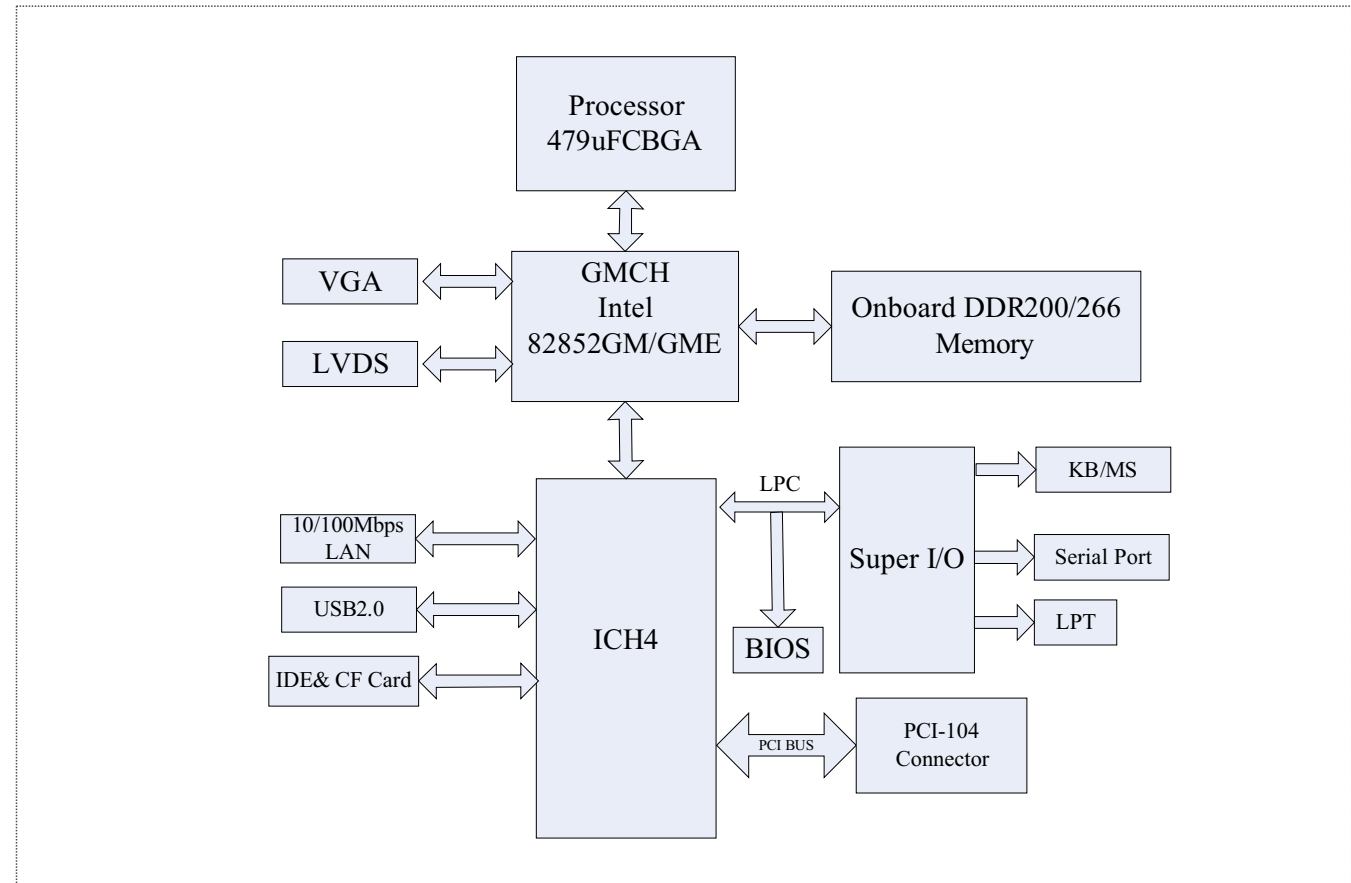 Processor
479uFCBGA
GMCH
Intel
82852GM/GME
VGA
LVDS
Onboard DDR200/266
Memory
10/100Mbps
LAN
USB2.0
IDE& CF Card
ICH4
LPC
BIOS
Super I/O
KB/MS
Serial Port
LPT
PCI BUS
PCI-104
Connector